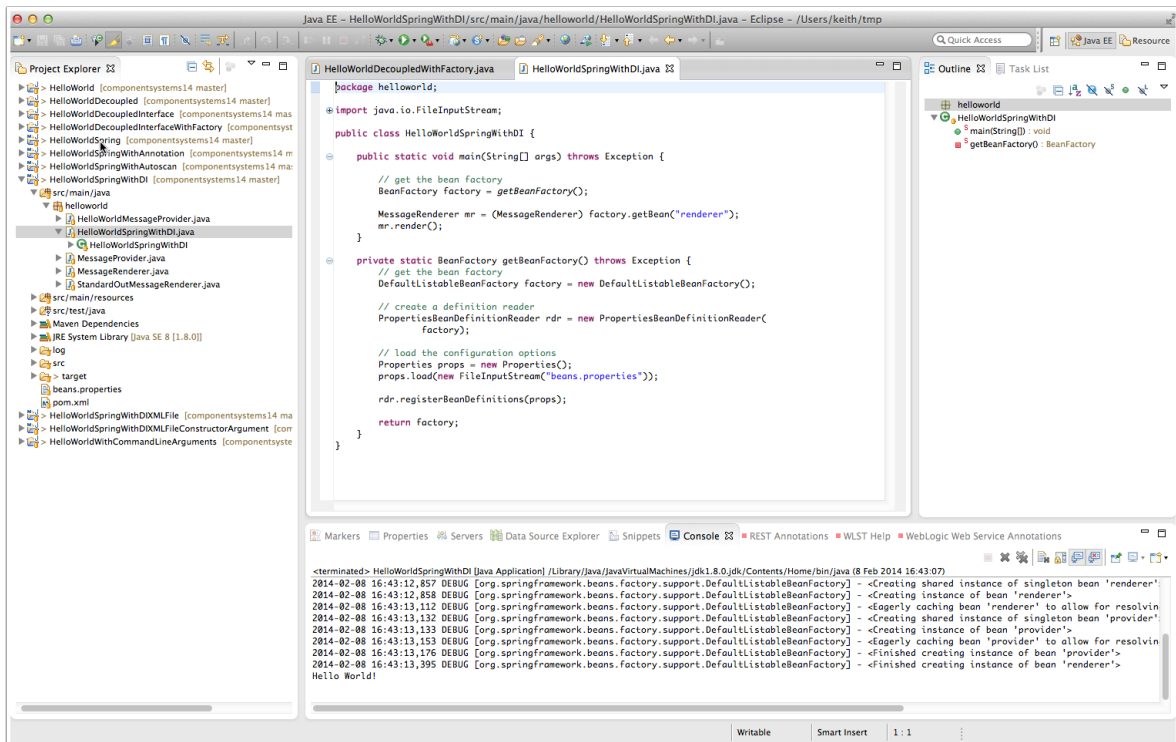 Java EE - HelloWorldSpringWithDI/src/main/java/helloworld/HelloWorldSpringWithDI.java - Eclipse - /Users/keith/tmp
Quick Access
Java EE
Resource
Project Explorer
HelloWorld [componentsystems14 master]
> HelloWorldDecoupled [componentsystems14 master]
> HelloWorldDecoupledInterface [componentsystems14 mas
> HelloWorldDecoupledInterfaceWithFactory [componentsyst
> HelloWorldSpring [componentsystems14 master]
> HelloWorldSpringWithAnnotation [componentsystems14 m
> HelloWorldSpringWithAutoscan [componentsystems14 ma
> HelloWorldSpringWithDI [componentsystems14 master]
src/main/java
helloworld
HelloWorldMessageProvider.java
HelloWorldSpringWithDI.java
HelloWorldSpringWithDI
MessageProvider.java
MessageRenderer.java
StandardOutMessageRenderer.java
src/main/resources
src/test/java
Maven Dependencies
JRE System Library [Java SE 8 [1.8.0]]
log
src
> target
beans.properties
pom.xml
> HelloWorldSpringWithDIXMLFile [componentsystems14 ma
> HelloWorldSpringWithDIXMLFileConstructorArgument [com
> HelloWorldWithCommandLineArguments [componentsyste
HelloWorldDecoupledWithFactory.java
HelloWorldSpringWithDI.java
package helloworld;
import java.io.FileInputStream;
public class HelloWorldSpringWithDI {
public static void main(String[] args) throws Exception {
// get the bean factory
BeanFactory factory = getBeanFactory();
MessageRenderer mr = (MessageRenderer) factory.getBean("renderer");
mr.render();
}
private static BeanFactory getBeanFactory() throws Exception {
// get the bean factory
DefaultListableBeanFactory factory = new DefaultListableBeanFactory();
// create a definition reader
PropertiesBeanDefinitionReader rdr = new PropertiesBeanDefinitionReader(
factory);
// load the configuration options
Properties props = new Properties();
props.load(new FileInputStream("beans.properties"));
rdr.registerBeanDefinitions(props);
return factory;
}
}
Outline
Task List
helloworld
HelloWorldSpringWithDI
main(String[]) : void
getBeanFactory() : BeanFactory
Markers
Properties
Servers
Data Source Explorer
Snippets
Console
REST Annotations
WLST Help
WebLogic Web Service Annotations
<terminated> HelloWorldSpringWithDI [Java Application] /Library/Java/JavaVirtualMachines/jdk1.8.0.jdk/Contents/Home/bin/java (8 Feb 2014 16:43:07)
2014-02-08 16:43:12,857 DEBUG [org.springframework.beans.factory.support.DefaultListableBeanFactory] - <Creating shared instance of singleton bean 'renderer'
2014-02-08 16:43:12,858 DEBUG [org.springframework.beans.factory.support.DefaultListableBeanFactory] - <Creating instance of bean 'renderer'>
2014-02-08 16:43:13,112 DEBUG [org.springframework.beans.factory.support.DefaultListableBeanFactory] - <Eagerly caching bean 'renderer' to allow for resolvin
2014-02-08 16:43:13,132 DEBUG [org.springframework.beans.factory.support.DefaultListableBeanFactory] - <Creating shared instance of singleton bean 'provider'
2014-02-08 16:43:13,133 DEBUG [org.springframework.beans.factory.support.DefaultListableBeanFactory] - <Creating instance of bean 'provider'>
2014-02-08 16:43:13,153 DEBUG [org.springframework.beans.factory.support.DefaultListableBeanFactory] - <Eagerly caching bean 'provider' to allow for resolvin
2014-02-08 16:43:13,176 DEBUG [org.springframework.beans.factory.support.DefaultListableBeanFactory] - <Finished creating instance of bean 'provider'>
2014-02-08 16:43:13,395 DEBUG [org.springframework.beans.factory.support.DefaultListableBeanFactory] - <Finished creating instance of bean 'renderer'>
Hello World!
Writable
Smart Insert
1 : 1